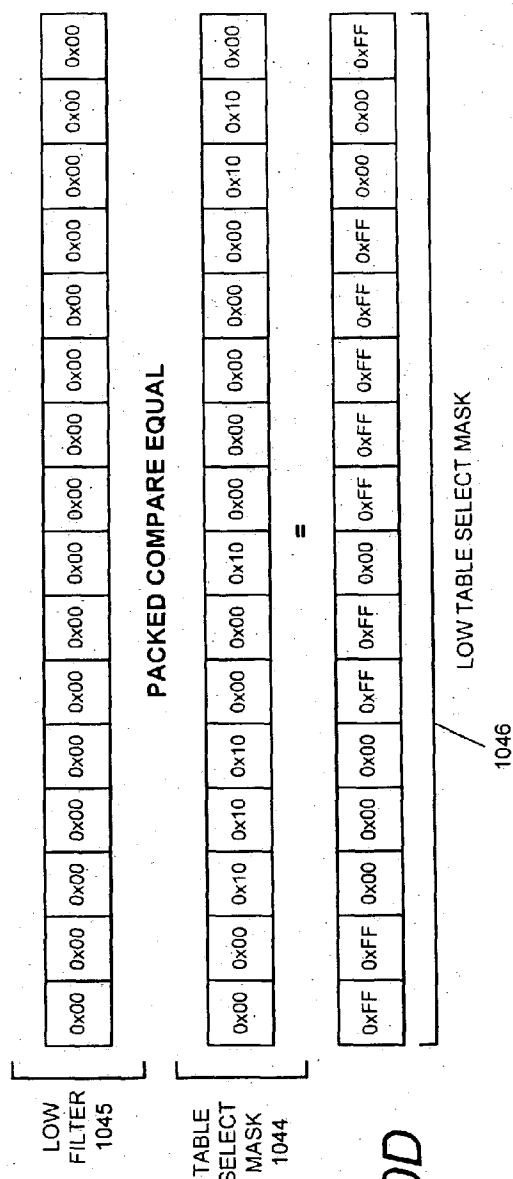 LOW
FILTER
1045
0x00 0x00 0x00 0x00 0x00 0x00 0x00 0x00 0x00 0x00 0x00 0x00 0x00 0x00 0x00 0x00
PACKED COMPARE EQUAL
TABLE
SELECT
MASK
1044
0x00 0x00 0x10 0x10 0x10 0x00 0x00 0x10 0x00 0x00 0x00 0x00 0x00 0x10 0x10 0x00
=
0xFF 0xFF 0x00 0x00 0x00 0xFF 0xFF 0x00 0xFF 0xFF 0xFF 0xFF 0xFF 0x00 0x00 0xFF
LOW TABLE SELECT MASK
1046
0D